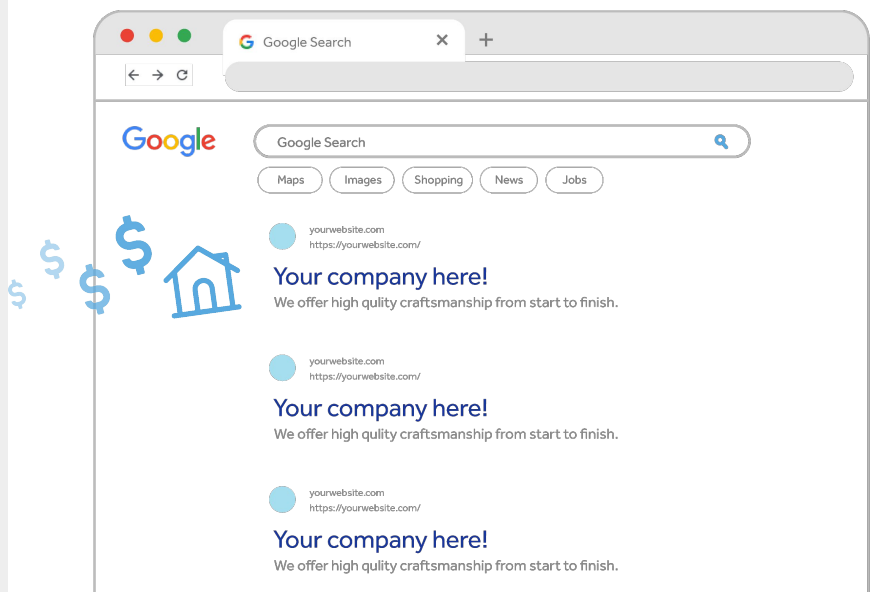 Google Search
Google
Google Search
Maps Images Shopping News Jobs
yourwebsite.com
https://yourwebsite.com/
Your company here!
We offer high qulity craftsmanship from start to finish.
yourwebsite.com
https://yourwebsite.com/
Your company here!
We offer high qulity craftsmanship from start to finish.
yourwebsite.com
https://yourwebsite.com/
Your company here!
We offer high qulity craftsmanship from start to finish.
$ $ $ $